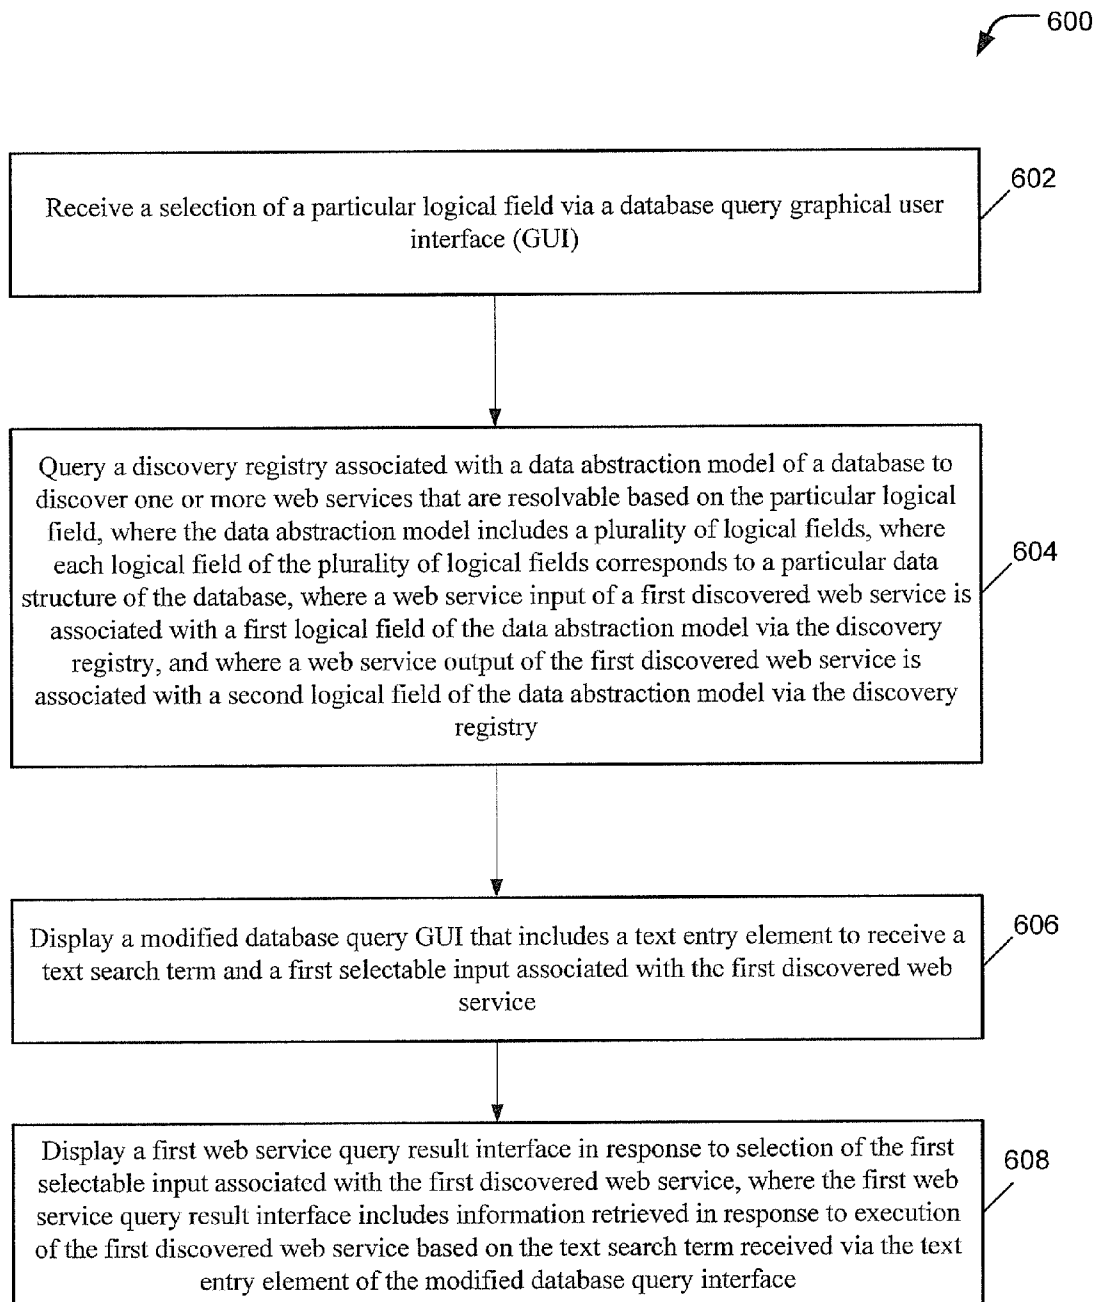 600
602
Receive a selection of a particular logical field via a database query graphical user
interface (GUI)
Query a discovery registry associated with a data abstraction model of a database to
discover one or more web services that are resolvable based on the particular logical
field, where the data abstraction model includes a plurality of logical fields, where
each logical field of the plurality of logical fields corresponds to a particular data
structure of the database, where a web service input of a first discovered web service is
associated with a first logical field of the data abstraction model via the discovery
registry, and where a web service output of the first discovered web service is
associated with a second logical field of the data abstraction model via the discovery
registry
604
Display a modified database query GUI that includes a text entry element to receive a
text search term and a first selectable input associated with the first discovered web
service
606
Display a first web service query result interface in response to selection of the first
selectable input associated with the first discovered web service, where the first web
service query result interface includes information retrieved in response to execution
of the first discovered web service based on the text search term received via the text
entry element of the modified database query interface
608